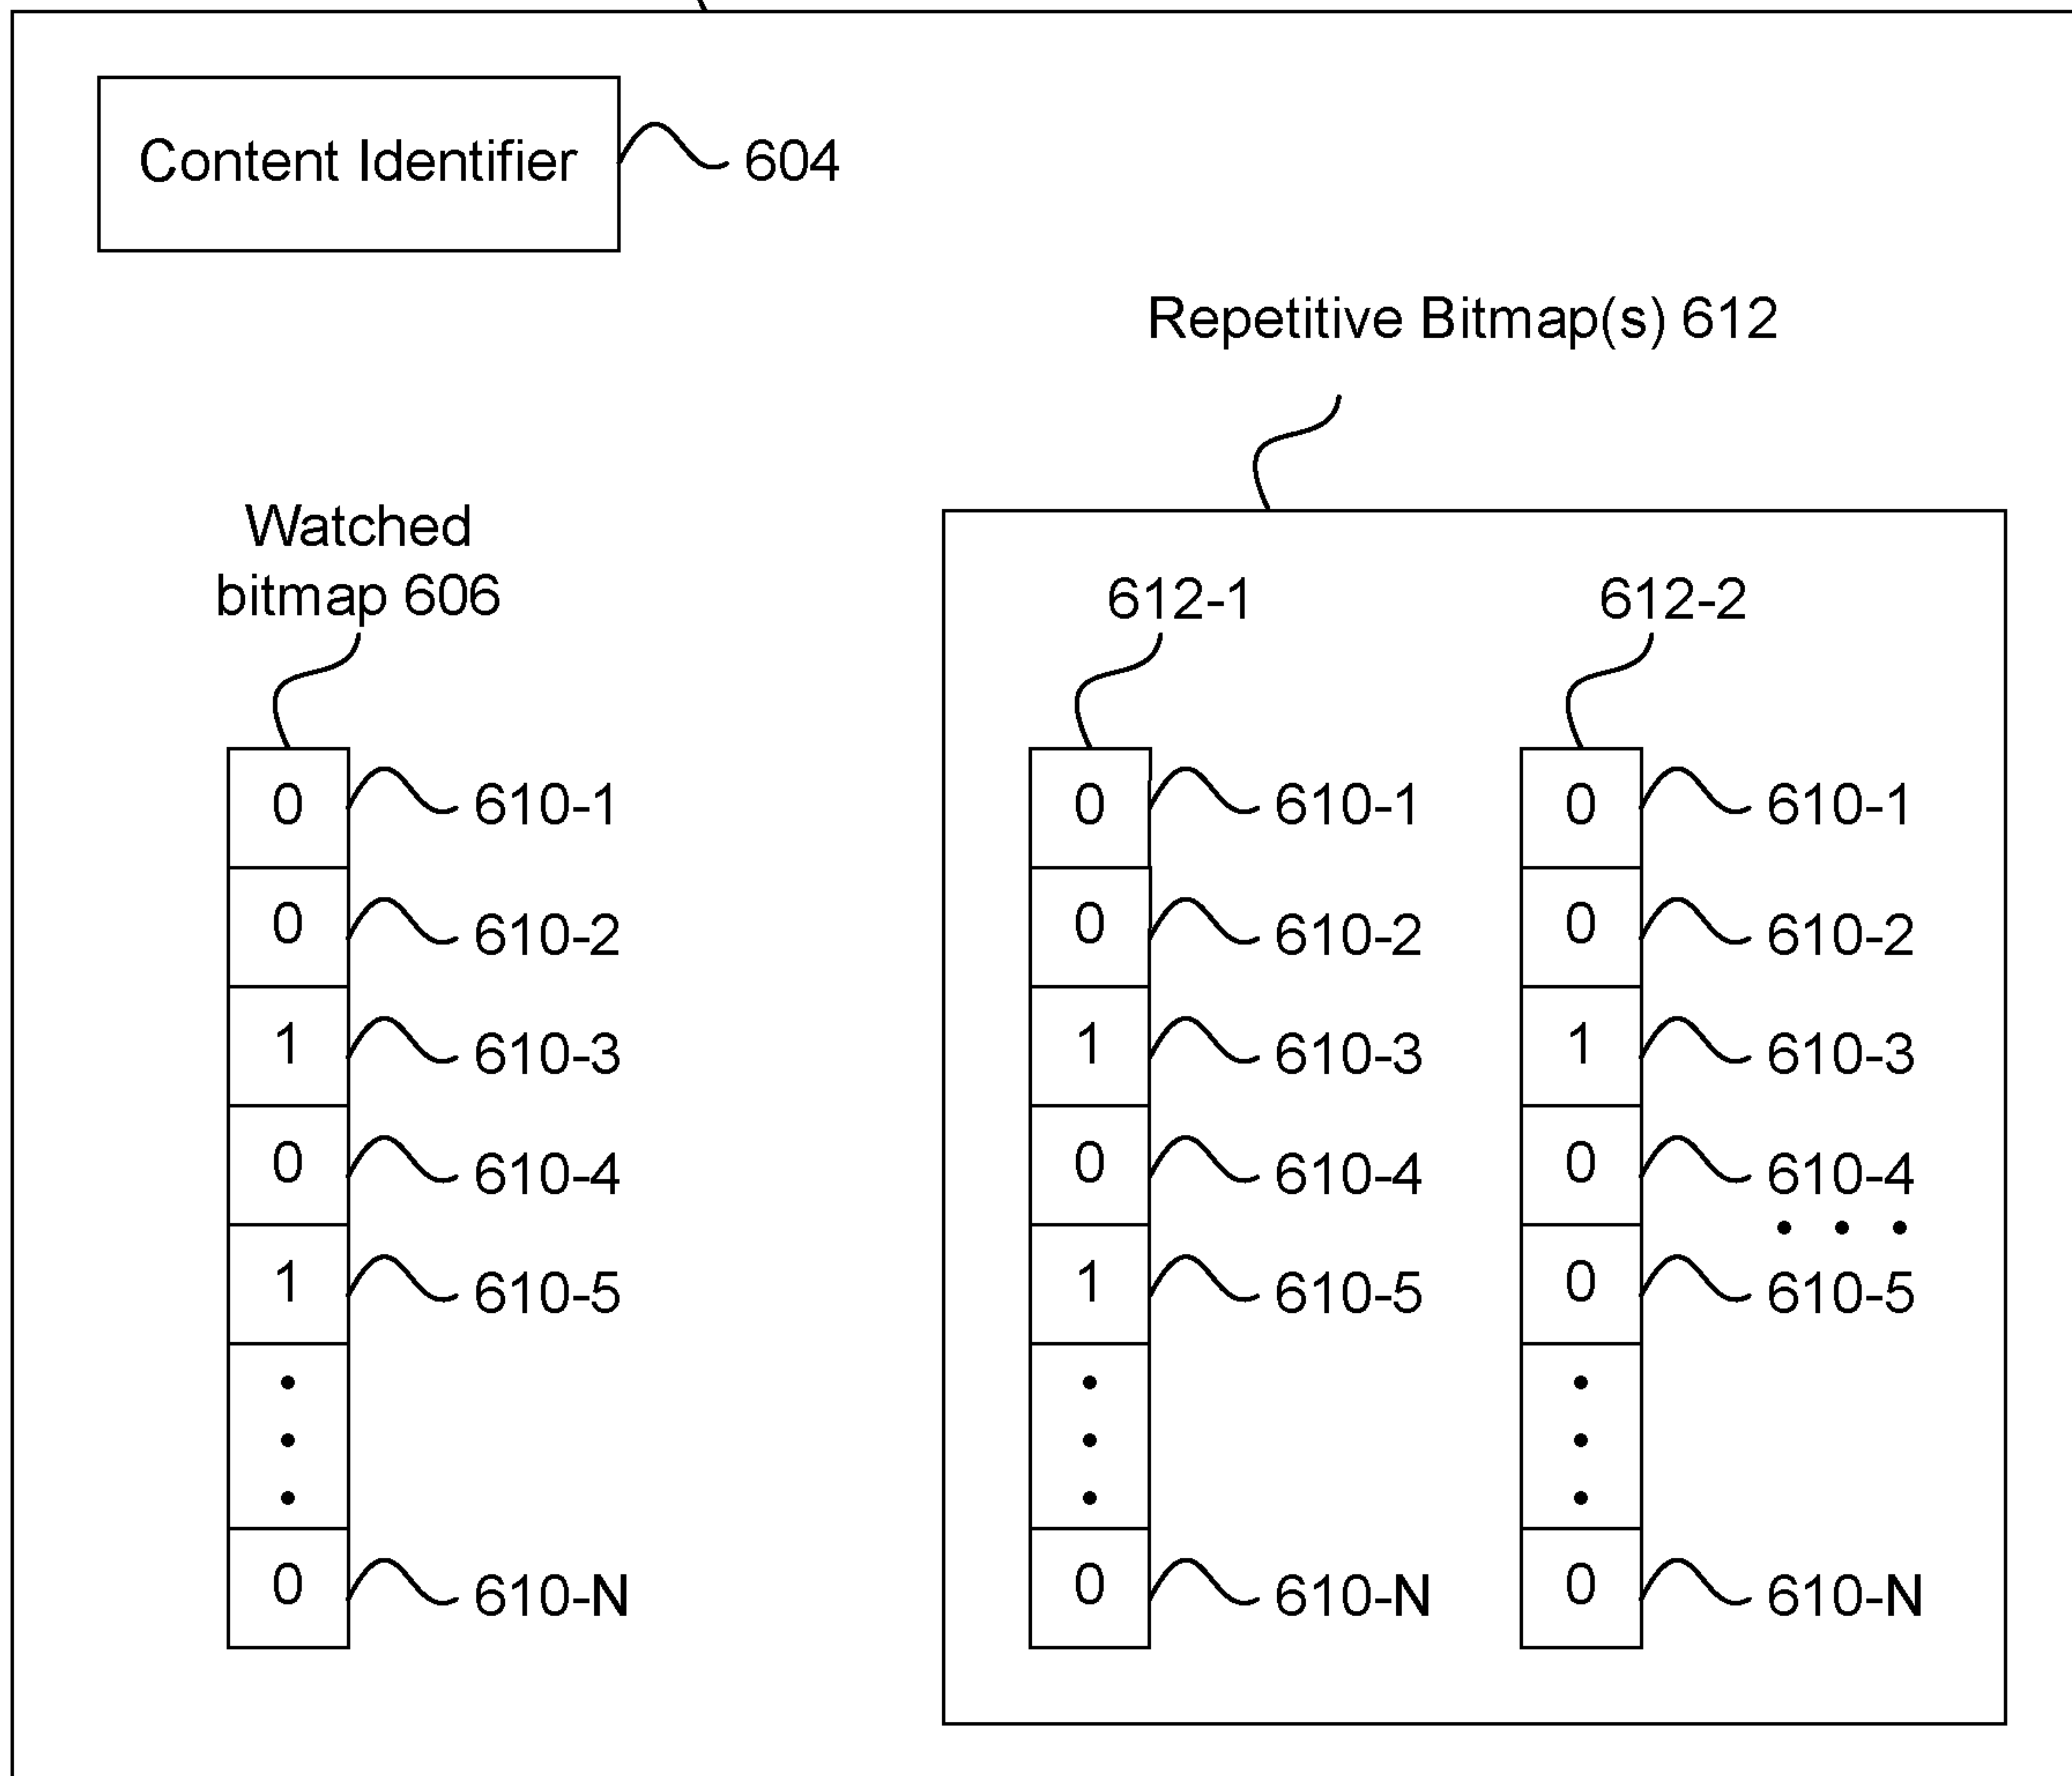 Content Identifier 604
Repetitive Bitmap(s) 612
Watched
bitmap 606
612-1 612-2
0 610-1 0 610-1 0 610-1
0 610-2 0 610-2 0 610-2
1 610-3 1 610-3 1 610-3
0 610-4 0 610-4 0 610-4
1 610-5 1 610-5 0 610-5
0 610-N 0 610-N 0 610-N